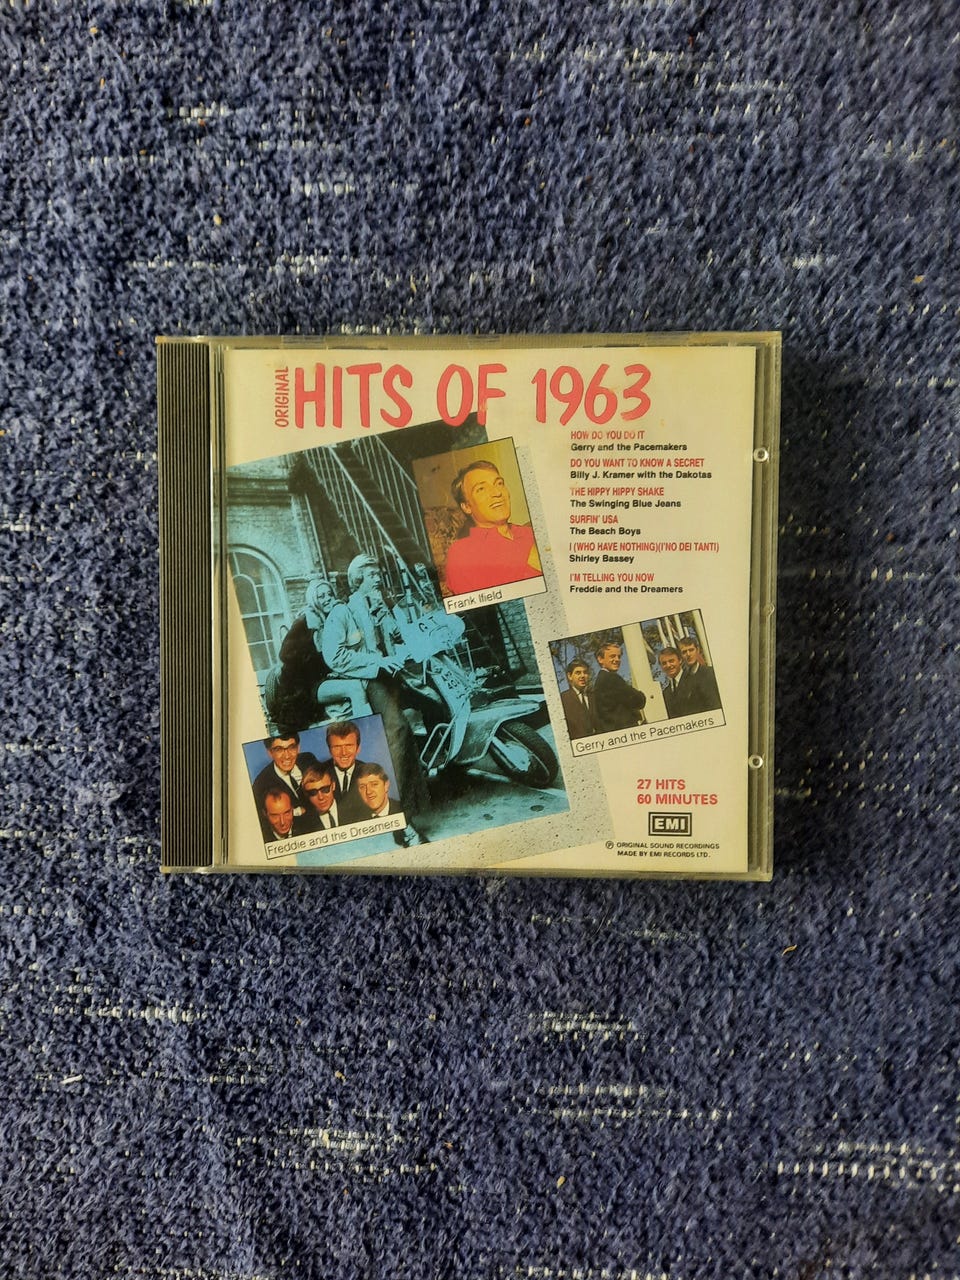 ORIGINAL
HITS OF 1963
HOW DO YOU DO IT
Gerry and the Pacemakers
DO YOU WANT TO KNOW A SECRET
Billy J. Kramer with the Dakotas
THE HIPPY HIPPY SHAKE
The Swinging Blue Jeans
SURFIN' USA
The Beach Boys
I (WHO HAVE NOTHING)(I'NO DEI TANTI)
Shirley Bassey
I'M TELLING YOU NOW
Freddie and the Dreamers
Frank Ifield
Gerry and the Pacemakers
Freddie and the Dreamers
27 HITS
60 MINUTES
EMI
℗ ORIGINAL SOUND RECORDINGS
MADE BY EMI RECORDS LTD.